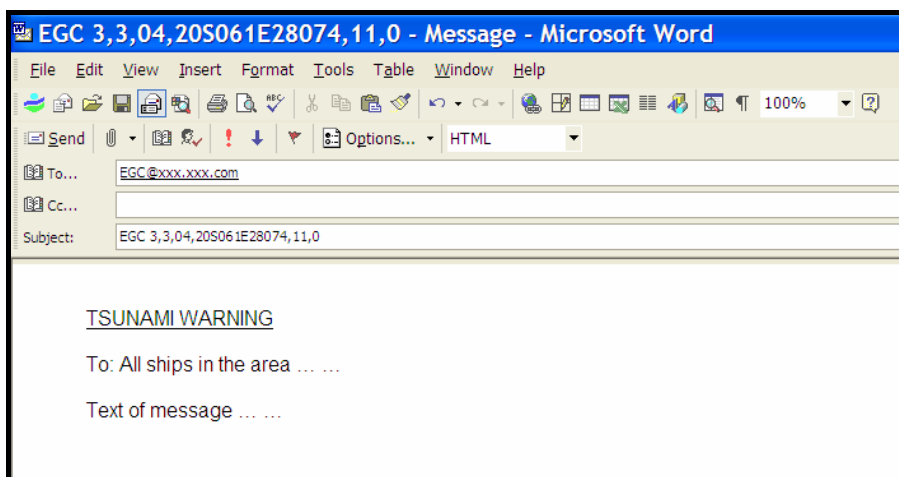 EGC 3,3,04,20S061E28074,11,0 - Message - Microsoft Word
File Edit View Insert Format Tools Table Window Help
100%
Send Options... HTML
To... EGC@xxx.xxx.com
Cc...
Subject: EGC 3,3,04,20S061E28074,11,0
TSUNAMI WARNING
To: All ships in the area … …
Text of message … …